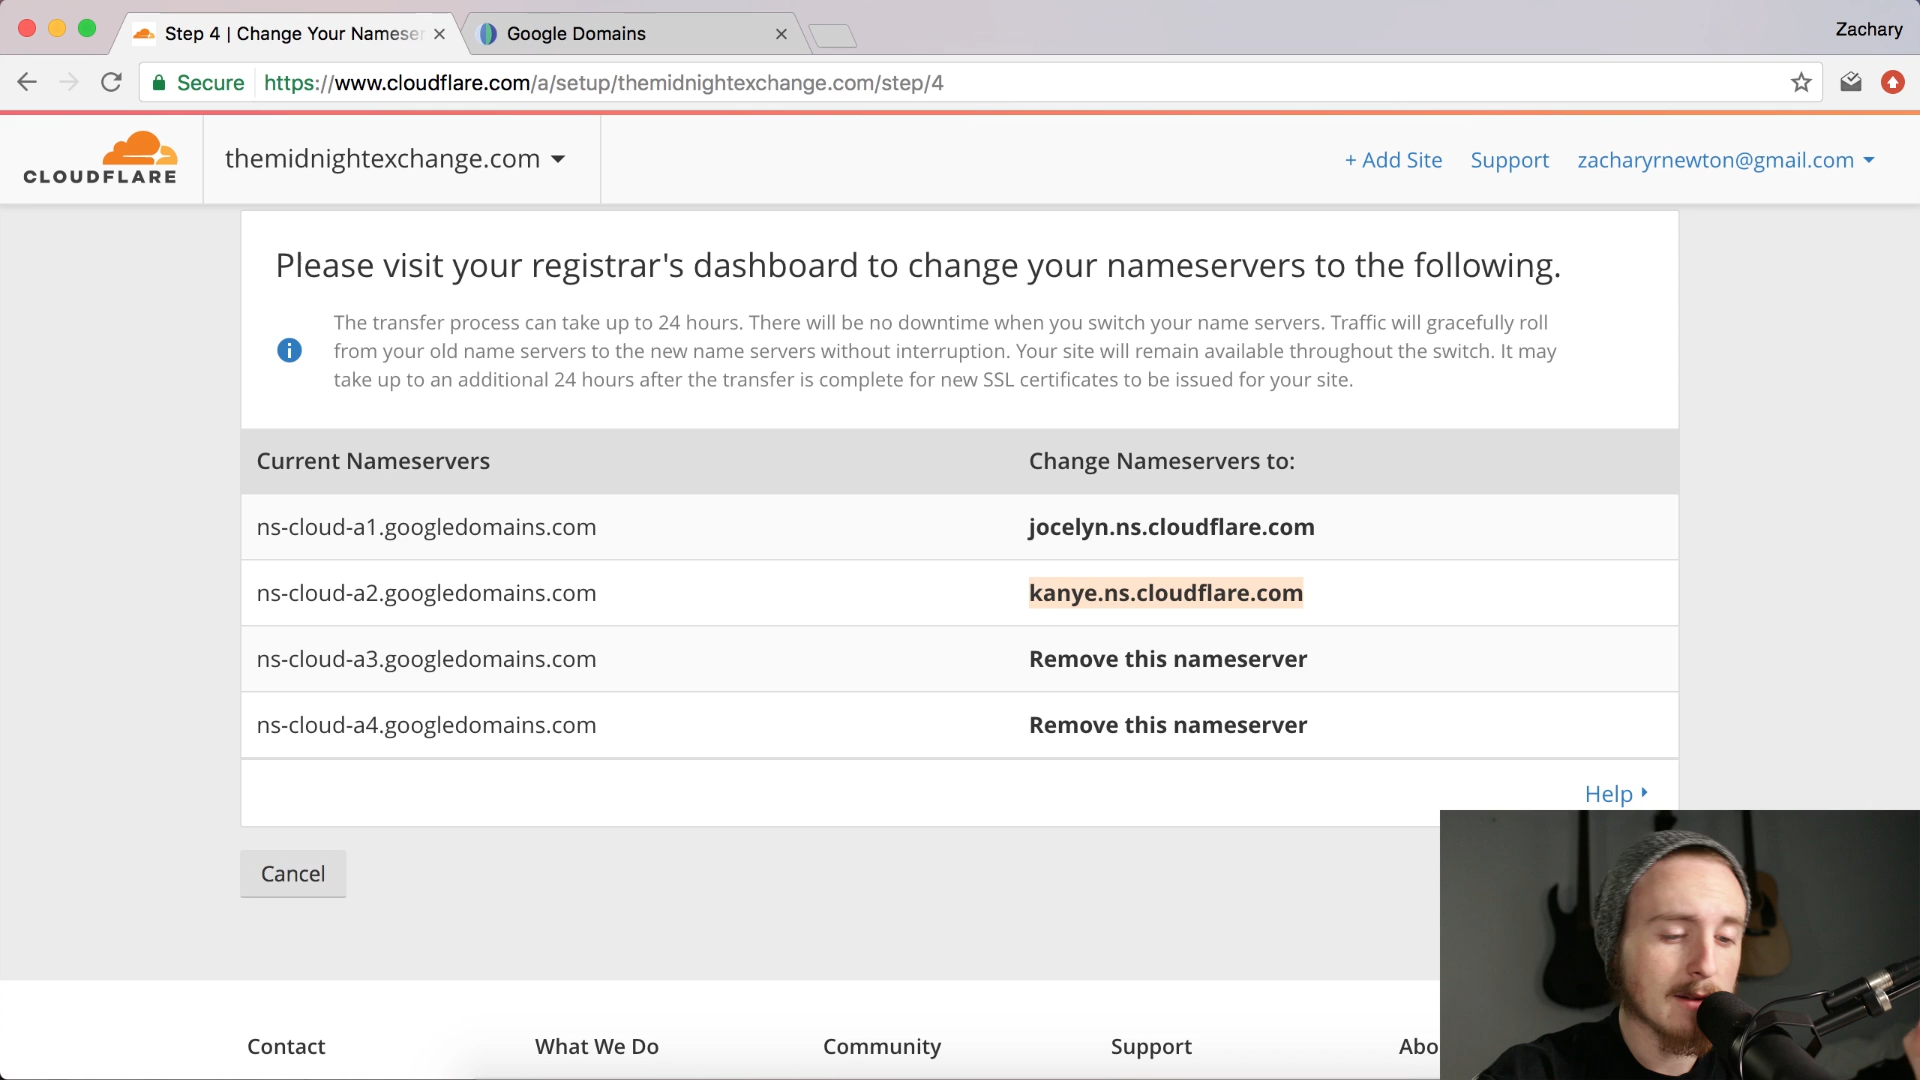 Step 4 | Change Your Nameser
Google Domains
Zachary
Secure
https://www.cloudflare.com/a/setup/themidnightexchange.com/step/4
CLOUDFLARE
themidnightexchange.com
+ Add Site
Support
zacharyrnewton@gmail.com
Please visit your registrar's dashboard to change your nameservers to the following.
The transfer process can take up to 24 hours. There will be no downtime when you switch your name servers. Traffic will gracefully roll
from your old name servers to the new name servers without interruption. Your site will remain available throughout the switch. It may
take up to an additional 24 hours after the transfer is complete for new SSL certificates to be issued for your site.
Current Nameservers
Change Nameservers to:
ns-cloud-a1.googledomains.com
jocelyn.ns.cloudflare.com
ns-cloud-a2.googledomains.com
kanye.ns.cloudflare.com
ns-cloud-a3.googledomains.com
Remove this nameserver
ns-cloud-a4.googledomains.com
Remove this nameserver
Help
Cancel
Contact
What We Do
Community
Support
Abo